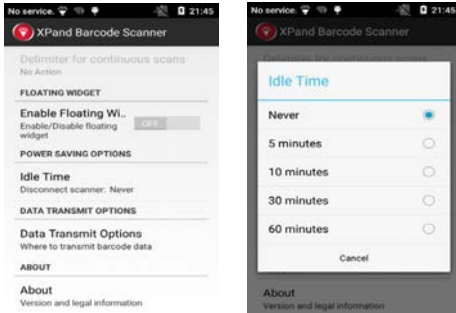 No service.
21:45
XPand Barcode Scanner
Delimiter for continuous scans
No Action
FLOATING WIDGET
Enable Floating Wi..
OFF
Enable/Disable floating
widget
POWER SAVING OPTIONS
Idle Time
Disconnect scanner: Never
DATA TRANSMIT OPTIONS
Data Transmit Options
Where to transmit barcode data
ABOUT
About
Version and legal information
No service.
21:45
XPand Barcode Scanner
Delimiter for continuous scans
Idle Time
Never
5 minutes
10 minutes
30 minutes
60 minutes
Cancel
About
Version and legal information